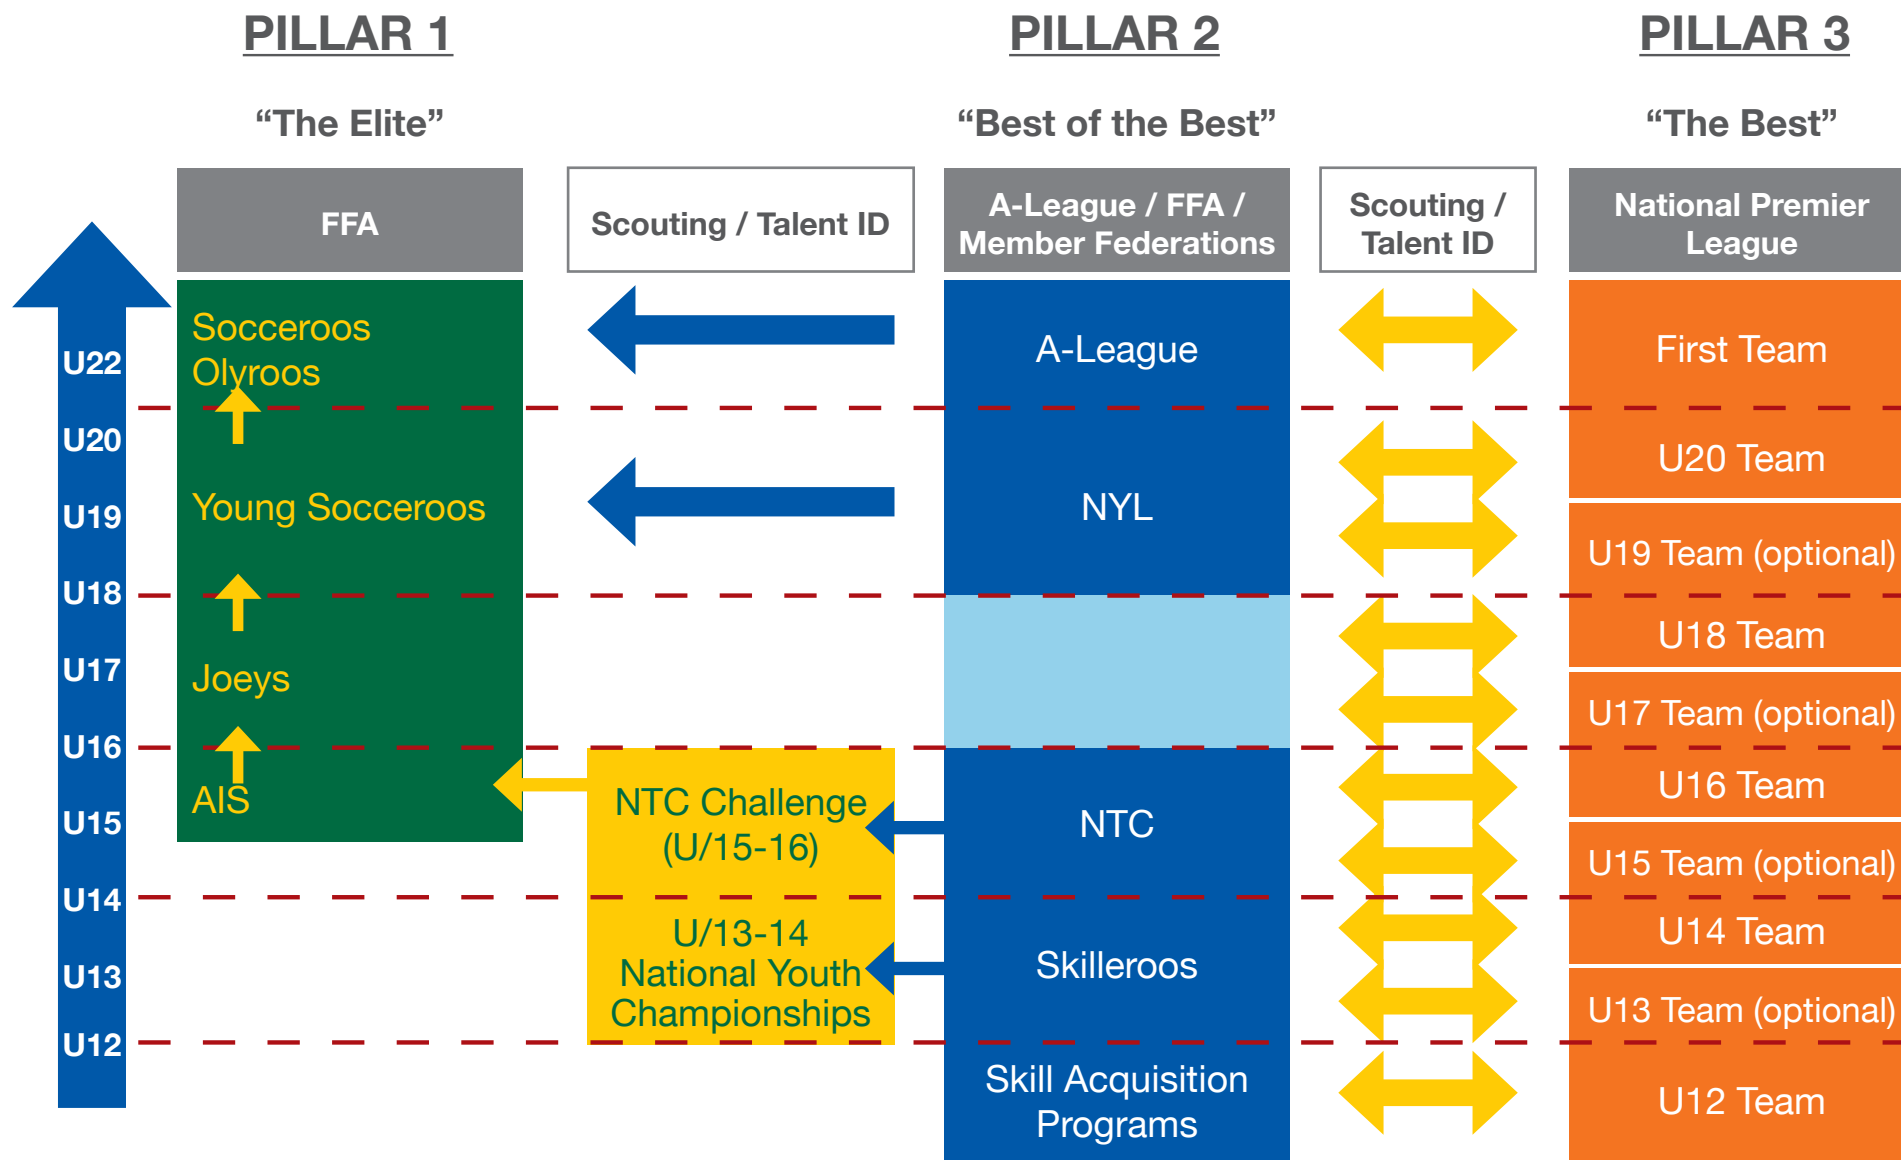 PILLAR 1
PILLAR 2
PILLAR 3
“The Elite”
“Best of the Best”
“The Best”
FFA
Scouting / Talent ID
A-League / FFA /
Member Federations
Scouting /
Talent ID
National Premier
League
U22
U20
U19
U18
U17
U16
U15
U14
U13
U12
Socceroos
Olyroos
Young Socceroos
Joeys
AIS
NTC Challenge
(U/15-16)
U/13-14
National Youth
Championships
A-League
NYL
NTC
Skilleroos
Skill Acquisition
Programs
First Team
U20 Team
U19 Team (optional)
U18 Team
U17 Team (optional)
U16 Team
U15 Team (optional)
U14 Team
U13 Team (optional)
U12 Team